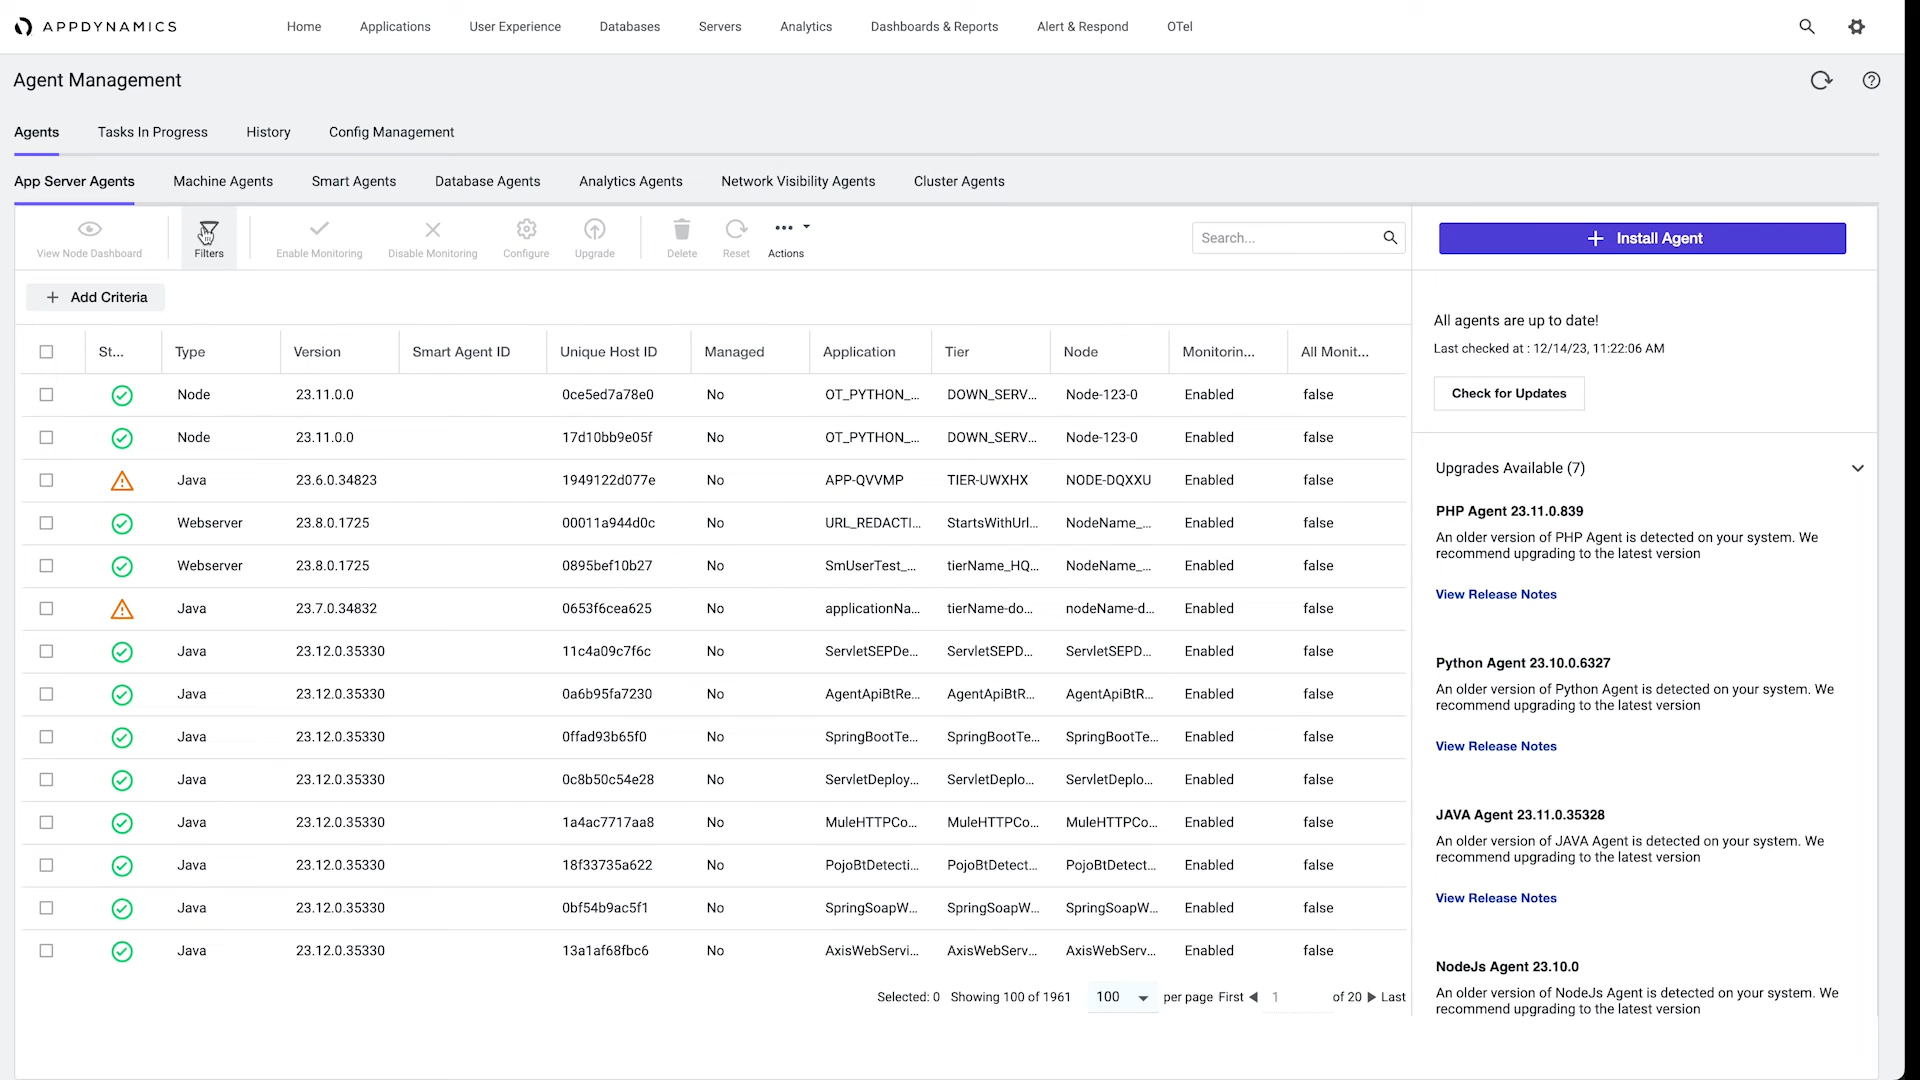 APPDYNAMICS Home Applications User Experience Databases Servers Analytics Dashboards & Reports Alert & Respond OTel
Agent Management
Agents Tasks In Progress History Config Management
App Server Agents Machine Agents Smart Agents Database Agents Analytics Agents Network Visibility Agents Cluster Agents
View Node Dashboard Filters Enable Monitoring Disable Monitoring Configure Upgrade Delete Reset Actions Search...
+ Add Criteria
St... Type Version Smart Agent ID Unique Host ID Managed Application Tier Node Monitorin... All Monit...
Node 23.11.0.0 0ce5ed7a78e0 No OT_PYTHON_... DOWN_SERV... Node-123-0 Enabled false
Node 23.11.0.0 17d10bb9e05f No OT_PYTHON_... DOWN_SERV... Node-123-0 Enabled false
Java 23.6.0.34823 1949122d077e No APP-QVVMP TIER-UWXHX NODE-DQXXU Enabled false
Webserver 23.8.0.1725 00011a944d0c No URL_REDACTI... StartsWithUrl... NodeName_... Enabled false
Webserver 23.8.0.1725 0895bef10b27 No SmUserTest_... tierName_HQ... NodeName_... Enabled false
Java 23.7.0.34832 0653f6cea625 No applicationNa... tierName-do... nodeName-d... Enabled false
Java 23.12.0.35330 11c4a09c7f6c No ServletSEPDe... ServletSEPD... ServletSEPD... Enabled false
Java 23.12.0.35330 0a6b95fa7230 No AgentApiBtRe... AgentApiBtR... AgentApiBtR... Enabled false
Java 23.12.0.35330 0ffad93b65f0 No SpringBootTe... SpringBootTe... SpringBootTe... Enabled false
Java 23.12.0.35330 0c8b50c54e28 No ServletDeploy... ServletDeplo... ServletDeplo... Enabled false
Java 23.12.0.35330 1a4ac7717aa8 No MuleHTTPCo... MuleHTTPCo... MuleHTTPCo... Enabled false
Java 23.12.0.35330 18f33735a622 No PojoBtDetecti... PojoBtDetect... PojoBtDetect... Enabled false
Java 23.12.0.35330 0bf54b9ac5f1 No SpringSoapW... SpringSoapW... SpringSoapW... Enabled false
Java 23.12.0.35330 13a1af68fbc6 No AxisWebServi... AxisWebServ... AxisWebServ... Enabled false
Selected: 0 Showing 100 of 1961 100 per page First 1 of 20 Last
+ Install Agent
All agents are up to date!
Last checked at : 12/14/23, 11:22:06 AM
Check for Updates
Upgrades Available (7)
PHP Agent 23.11.0.839
An older version of PHP Agent is detected on your system. We
recommend upgrading to the latest version
View Release Notes
Python Agent 23.10.0.6327
An older version of Python Agent is detected on your system. We
recommend upgrading to the latest version
View Release Notes
JAVA Agent 23.11.0.35328
An older version of JAVA Agent is detected on your system. We
recommend upgrading to the latest version
View Release Notes
NodeJs Agent 23.10.0
An older version of NodeJs Agent is detected on your system. We
recommend upgrading to the latest version